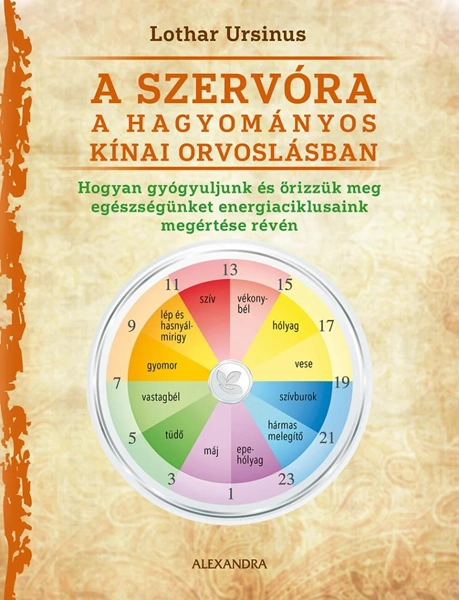 Lothar Ursinus
A SZERVÓRA
A HAGYOMÁNYOS
KÍNAI ORVOSLÁSBAN
Hogyan gyógyuljunk és őrizzük meg
egészségünket energiaciklusaink
megértése révén
13
11
15
szív
vékony-
bél
9
lép és
hasnyál-
mirigy
hólyag
17
gyomor
vese
7
19
vastagbél
szívburok
5
tüdő
hármas
melegítő
21
máj
epe-
hólyag
3
23
1
ALEXANDRA